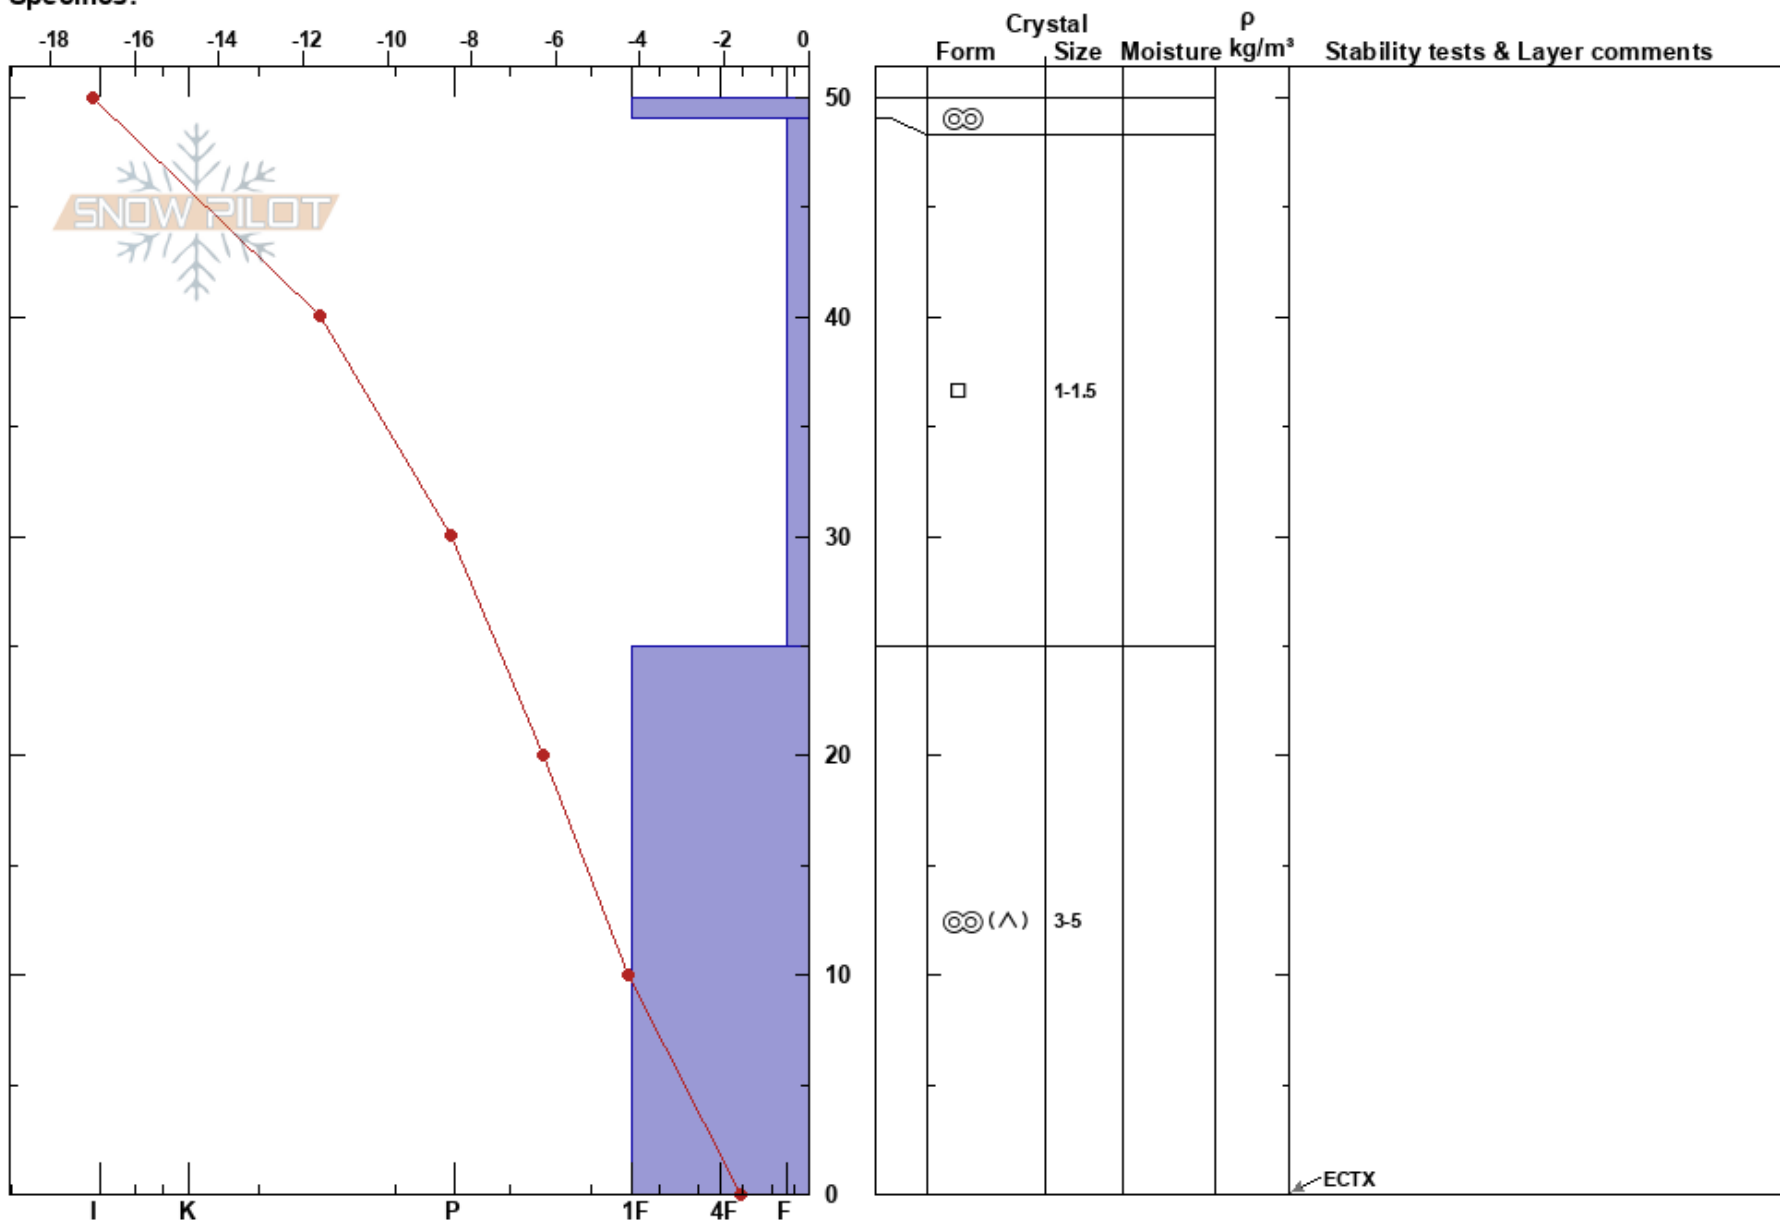 Specifics:
Crystal ρ
Form Size Moisture kg/m³ Stability tests & Layer comments
-18 -16 -14 -12 -10 -8 -6 -4 -2 0
50
SNOW PILOT
40
1-1.5
30
20
(∧) 3-5
10
0
ECTX
I K P 1F 4F F